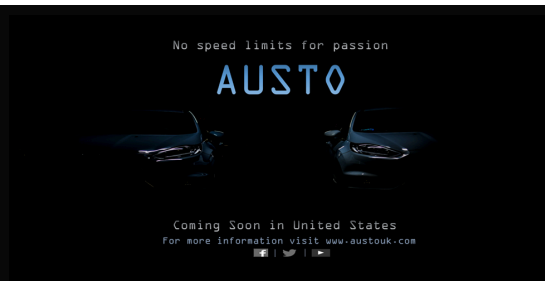 No speed limits for passion
AUSTO
Coming Soon in United States
For more information visit www.austouk.com